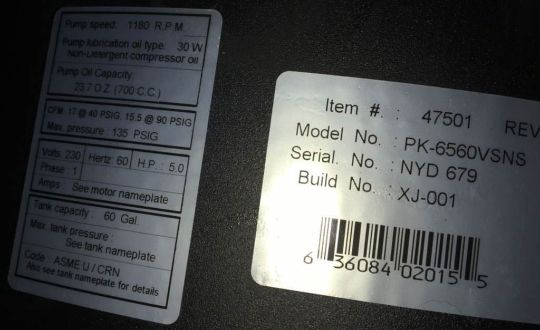 Pump speed: 1180 R.P.M.
Pump lubrication oil type: 30 W
Non-Detergent compressor oil
Pump Oil Capacity:
23.7 O.Z. (700 C.C.)
CFM: 17 @ 40 PSIG, 15.5 @ 90 PSIG
Max. pressure : 135 PSIG
Volts: 230 Hertz: 60 H.P.: 5.0
Phase : 1
Amps : See motor nameplate
Tank capacity : 60 Gal
Max. tank pressure :
See tank nameplate
Code : ASME U / CRN
Also see tank nameplate for details
Item #. : 47501 REV
Model No. : PK-6560VSNS
Serial. No. : NYD 679
Build No. : XJ-001
6 36084 02015 5